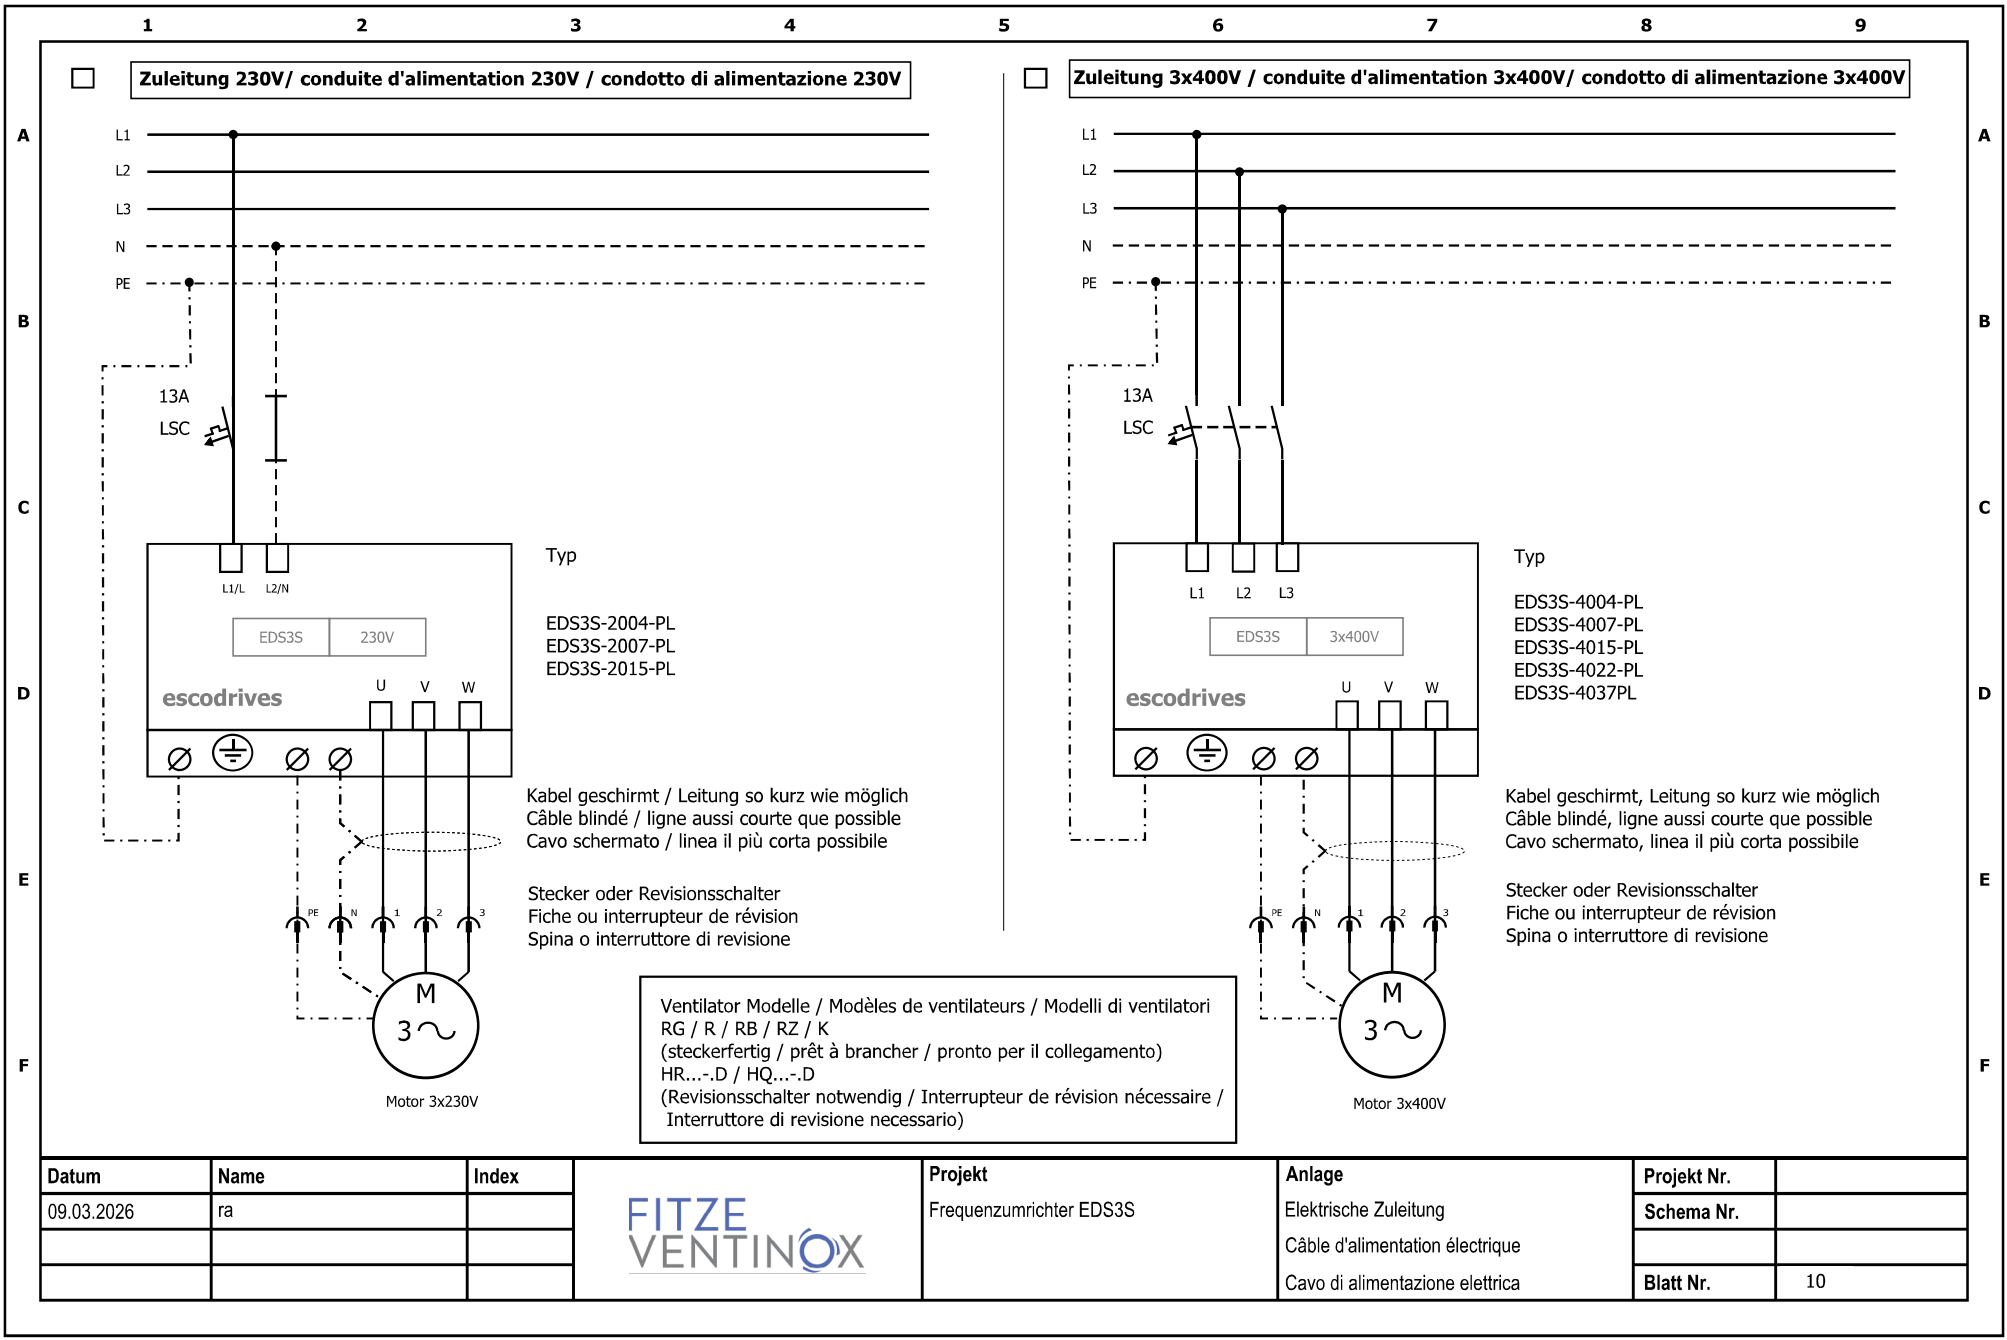 1 2 3 4 5 6 7 8 9
Zuleitung 230V/ conduite d'alimentation 230V / condotto di alimentazione 230V
A
L1
L2
L3
N
PE
B
13A
LSC
C
L1/L L2/N
Typ
EDS3S 230V
EDS3S-2004-PL
EDS3S-2007-PL
EDS3S-2015-PL
D
escodrives
U V W
Kabel geschirmt / Leitung so kurz wie möglich
Câble blindé / ligne aussi courte que possible
Cavo schermato / linea il più corta possibile
E
Stecker oder Revisionsschalter
Fiche ou interrupteur de révision
Spina o interruttore di revisione
PE N 1 2 3
M
3
F
Motor 3x230V
Zuleitung 3x400V / conduite d'alimentation 3x400V/ condotto di alimentazione 3x400V
A
L1
L2
L3
N
PE
B
13A
LSC
C
L1 L2 L3
Typ
EDS3S 3x400V
EDS3S-4004-PL
EDS3S-4007-PL
EDS3S-4015-PL
EDS3S-4022-PL
EDS3S-4037PL
D
escodrives
U V W
Kabel geschirmt, Leitung so kurz wie möglich
Câble blindé, ligne aussi courte que possible
Cavo schermato, linea il più corta possibile
E
Stecker oder Revisionsschalter
Fiche ou interrupteur de révision
Spina o interruttore di revisione
PE N 1 2 3
M
3
F
Motor 3x400V
Ventilator Modelle / Modèles de ventilateurs / Modelli di ventilatori
RG / R / RB / RZ / K
(steckerfertig / prêt à brancher / pronto per il collegamento)
HR...-.D / HQ...-.D
(Revisionsschalter notwendig / Interrupteur de révision nécessaire /
Interruttore di revisione necessario)
Datum Name Index
09.03.2026 ra
FITZE
VENTINOX
Projekt
Frequenzumrichter EDS3S
Anlage
Elektrische Zuleitung
Câble d'alimentation électrique
Cavo di alimentazione elettrica
Projekt Nr.
Schema Nr.
Blatt Nr. 10